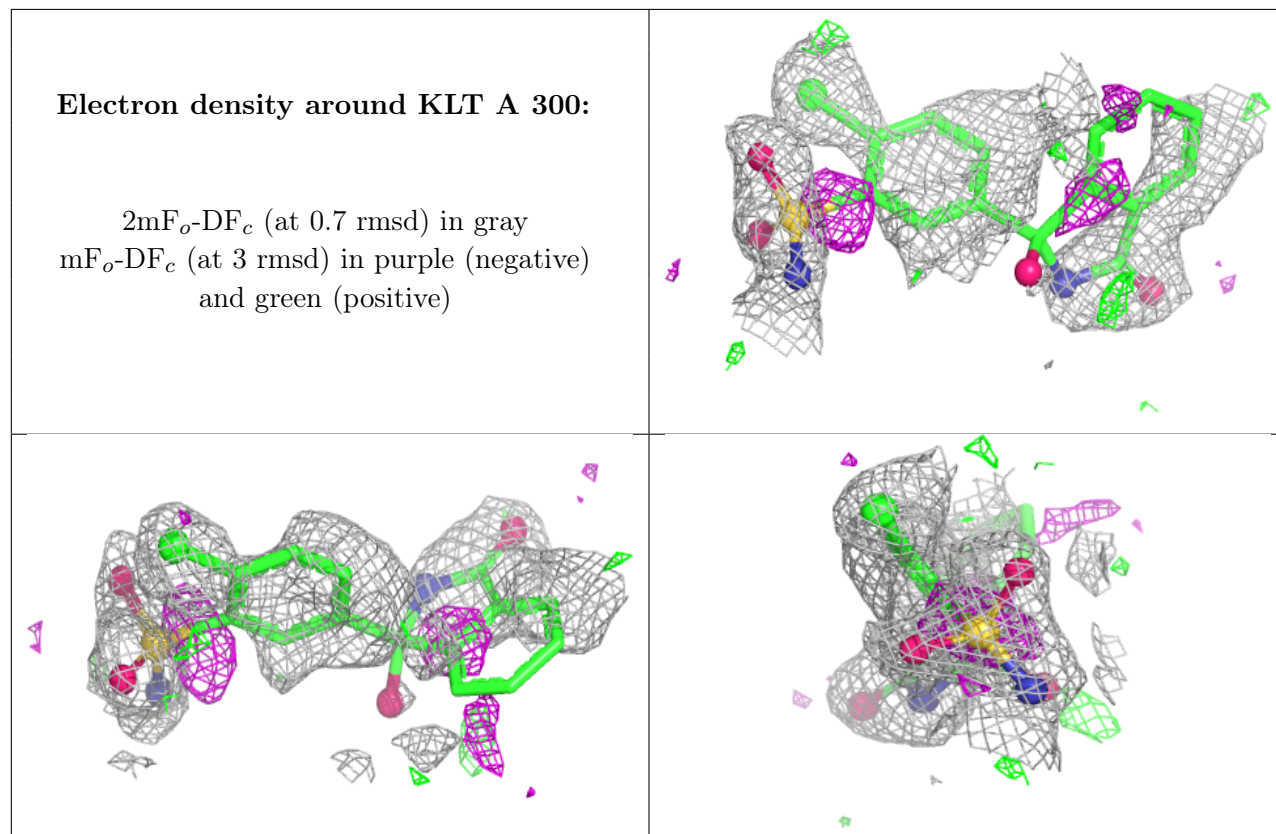 Electron density around KLT A 300:
2mFo-DFc (at 0.7 rmsd) in gray
mFo-DFc (at 3 rmsd) in purple (negative)
and green (positive)